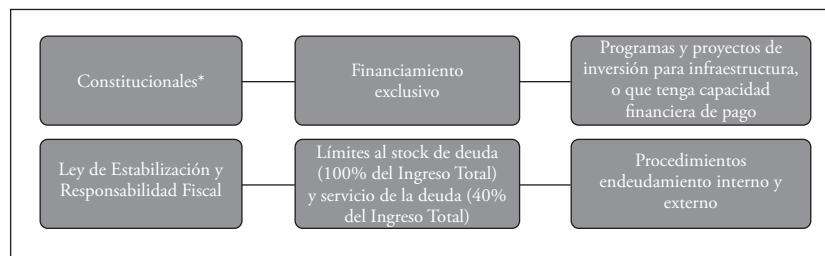 Constitucionales*
Financiamiento
exclusivo
Programas y proyectos de
inversión para infraestructura,
o que tenga capacidad
financiera de pago
Ley de Estabilización y
Responsabilidad Fiscal
Límites al stock de deuda
(100% del Ingreso Total)
y servicio de la deuda (40%
del Ingreso Total)
Procedimientos
endeudamiento interno y
externo